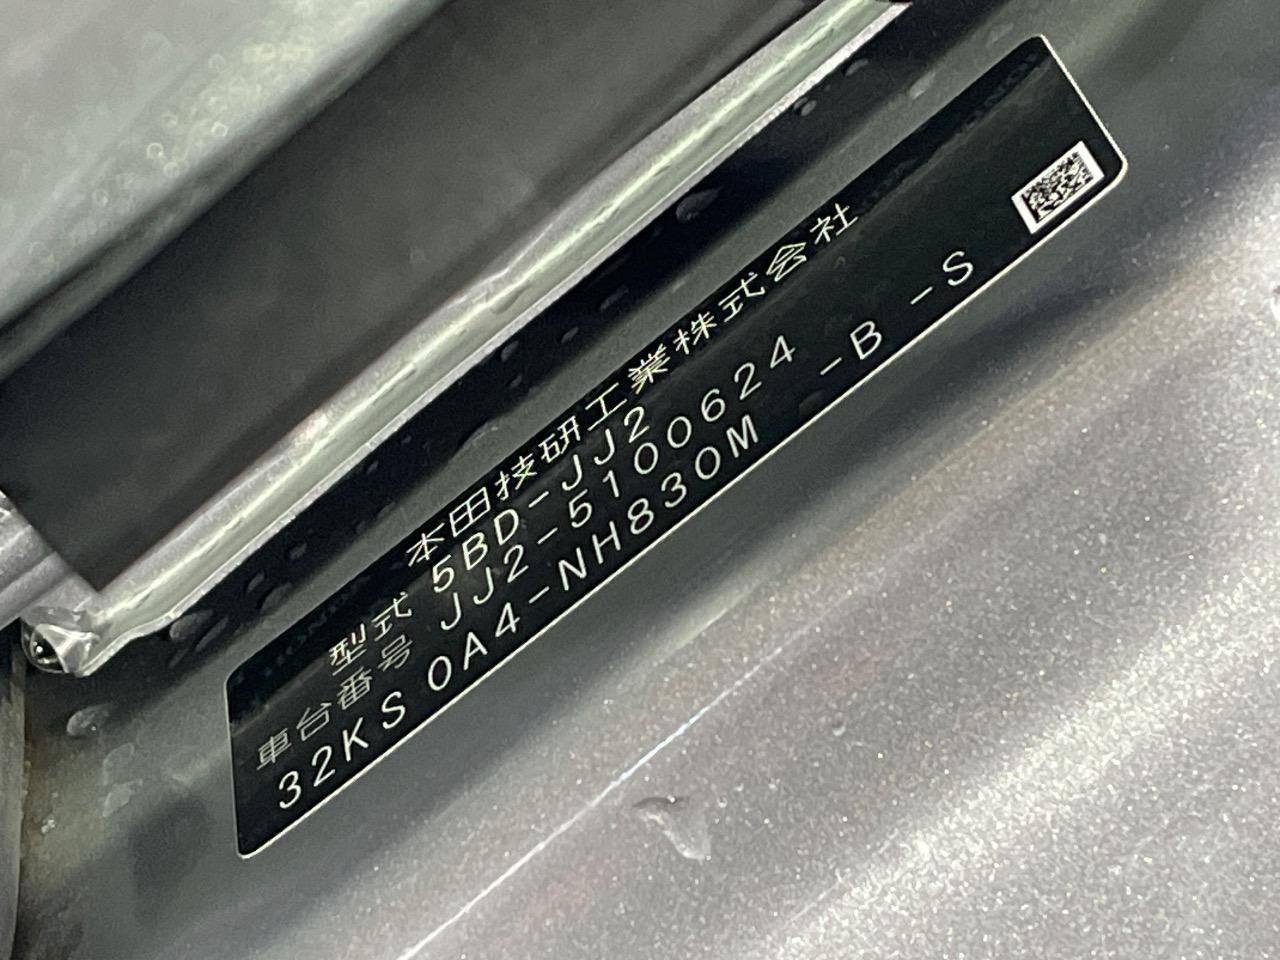 本田技研工業株式会社
型式 5BD-JJ2
車台番号 JJ2-5100624
32KS 0A4-NH830M -B -S